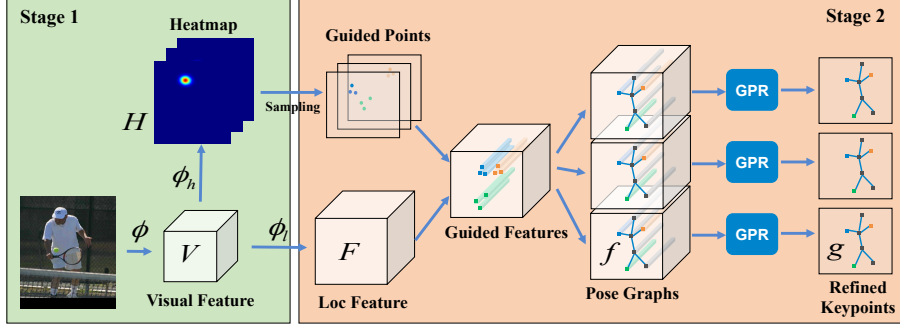 Stage 1
Stage 2
Heatmap
Guided Points
H
Sampling
GPR
ϕh
ϕ
V
ϕl
F
Guided Features
GPR
f
GPR
g
Visual Feature
Loc Feature
Pose Graphs
Refined
Keypoints